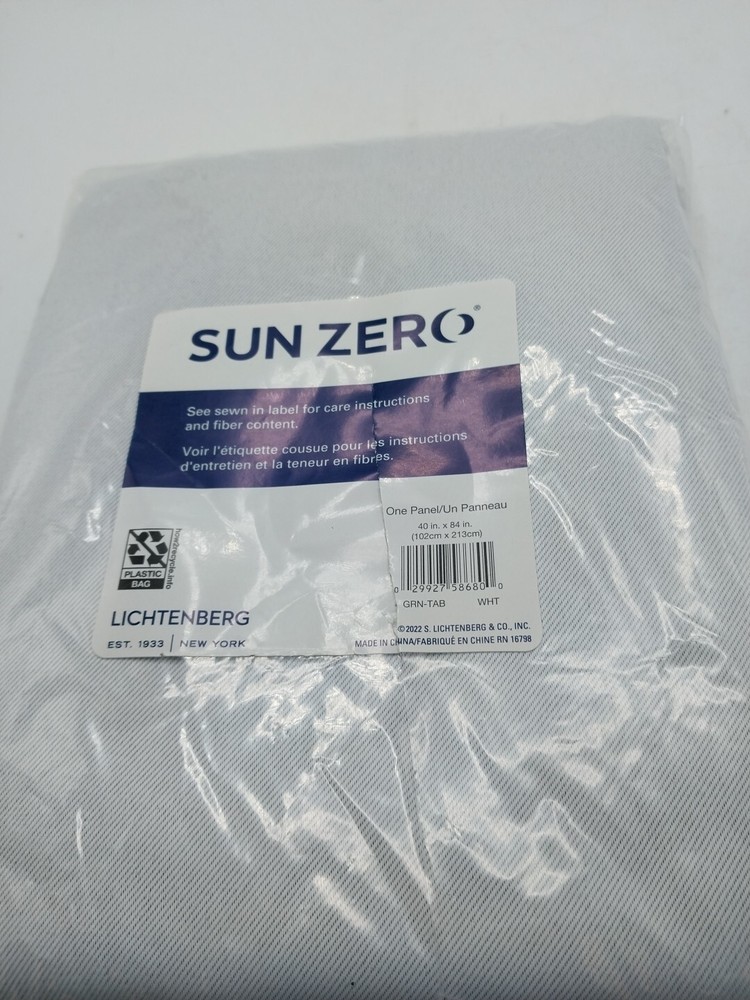 SUN ZERO®
See sewn in label for care instructions
and fiber content.
Voir l'étiquette cousue pour les instructions
d'entretien et la teneur en fibres.
One Panel/Un Panneau
40 in. x 84 in.
(102cm x 213cm)
0 29927 58680 0
GRN-TAB WHT
how2recycle.info
PLASTIC
BAG
LICHTENBERG
EST. 1933 | NEW YORK
©2022 S. LICHTENBERG & CO., INC.
MADE IN CHINA/FABRIQUÉ EN CHINE RN 16798